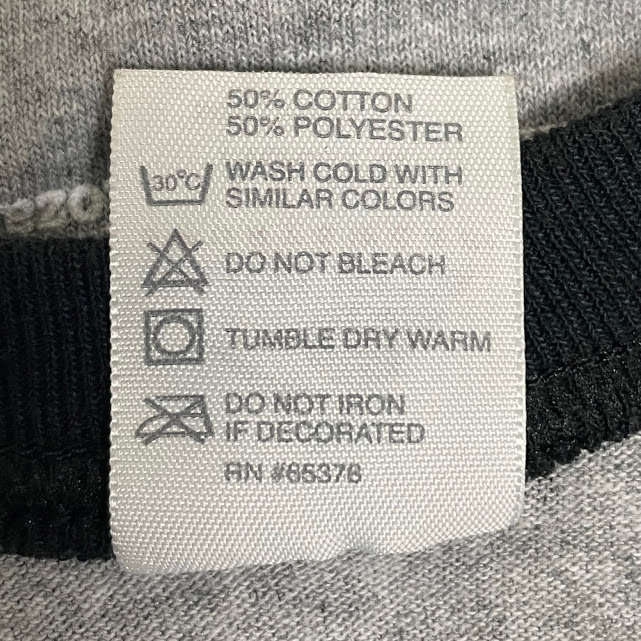 50% COTTON
50% POLYESTER
30°C
WASH COLD WITH
SIMILAR COLORS
DO NOT BLEACH
TUMBLE DRY WARM
DO NOT IRON
IF DECORATED
RN #65376